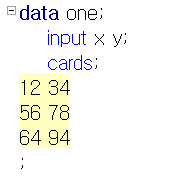 data one;
input x y;
cards;
12 34
56 78
64 94
;